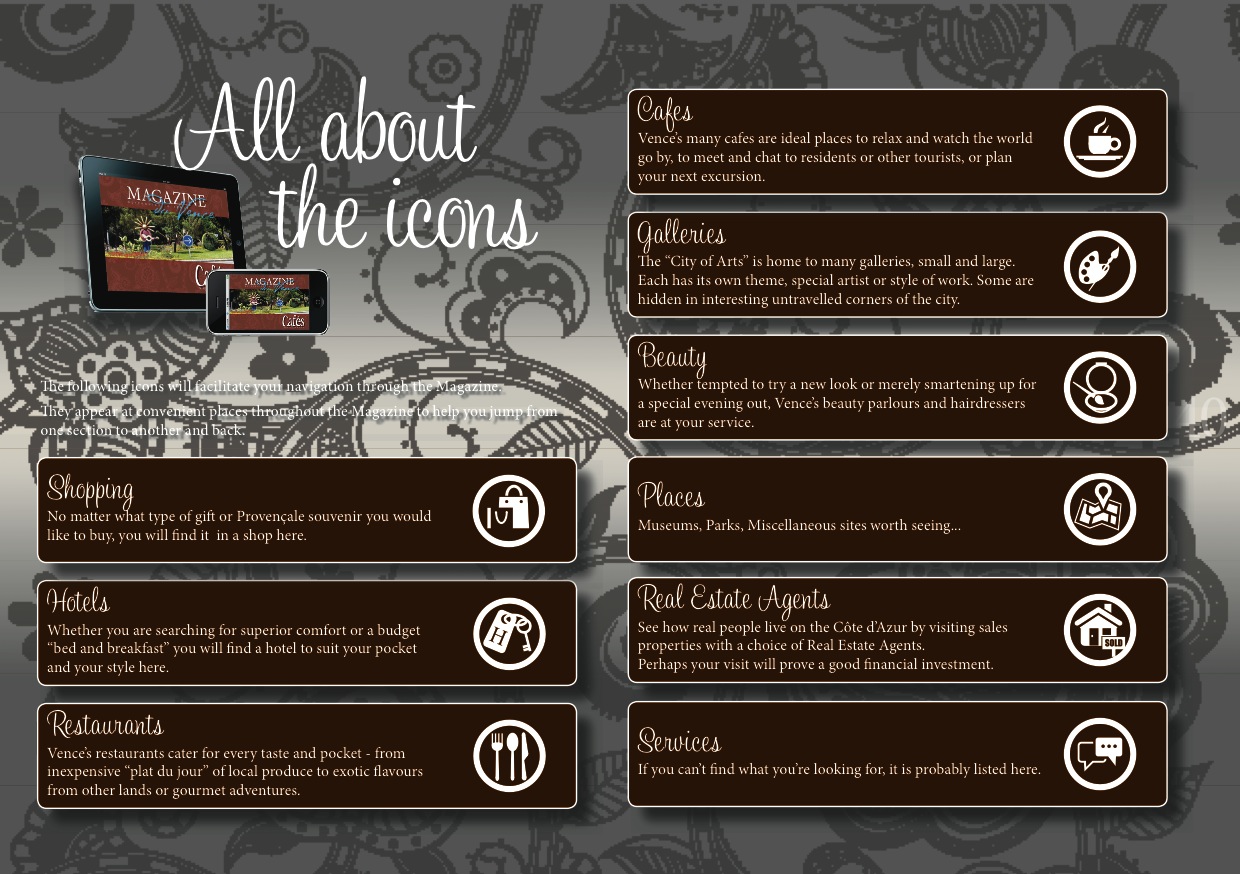 All about
the icons
MAGAZINE
de Vence
MAGAZINE
Cafés
The following icons will facilitate your navigation through the Magazine.
They appear at convenient places throughout the Magazine to help you jump from
one section to another and back.
Shopping
No matter what type of gift or Provençale souvenir you would
like to buy, you will find it in a shop here.
Hotels
Whether you are searching for superior comfort or a budget
“bed and breakfast” you will find a hotel to suit your pocket
and your style here.
H
Restaurants
Vence’s restaurants cater for every taste and pocket - from
inexpensive “plat du jour” of local produce to exotic flavours
from other lands or gourmet adventures.
Cafes
Vence’s many cafes are ideal places to relax and watch the world
go by, to meet and chat to residents or other tourists, or plan
your next excursion.
Galleries
The “City of Arts” is home to many galleries, small and large.
Each has its own theme, special artist or style of work. Some are
hidden in interesting untravelled corners of the city.
Beauty
Whether tempted to try a new look or merely smartening up for
a special evening out, Vence’s beauty parlours and hairdressers
are at your service.
Places
Museums, Parks, Miscellaneous sites worth seeing...
Real Estate Agents
See how real people live on the Côte d’Azur by visiting sales
properties with a choice of Real Estate Agents.
Perhaps your visit will prove a good financial investment.
SOLD
Services
If you can’t find what you’re looking for, it is probably listed here.